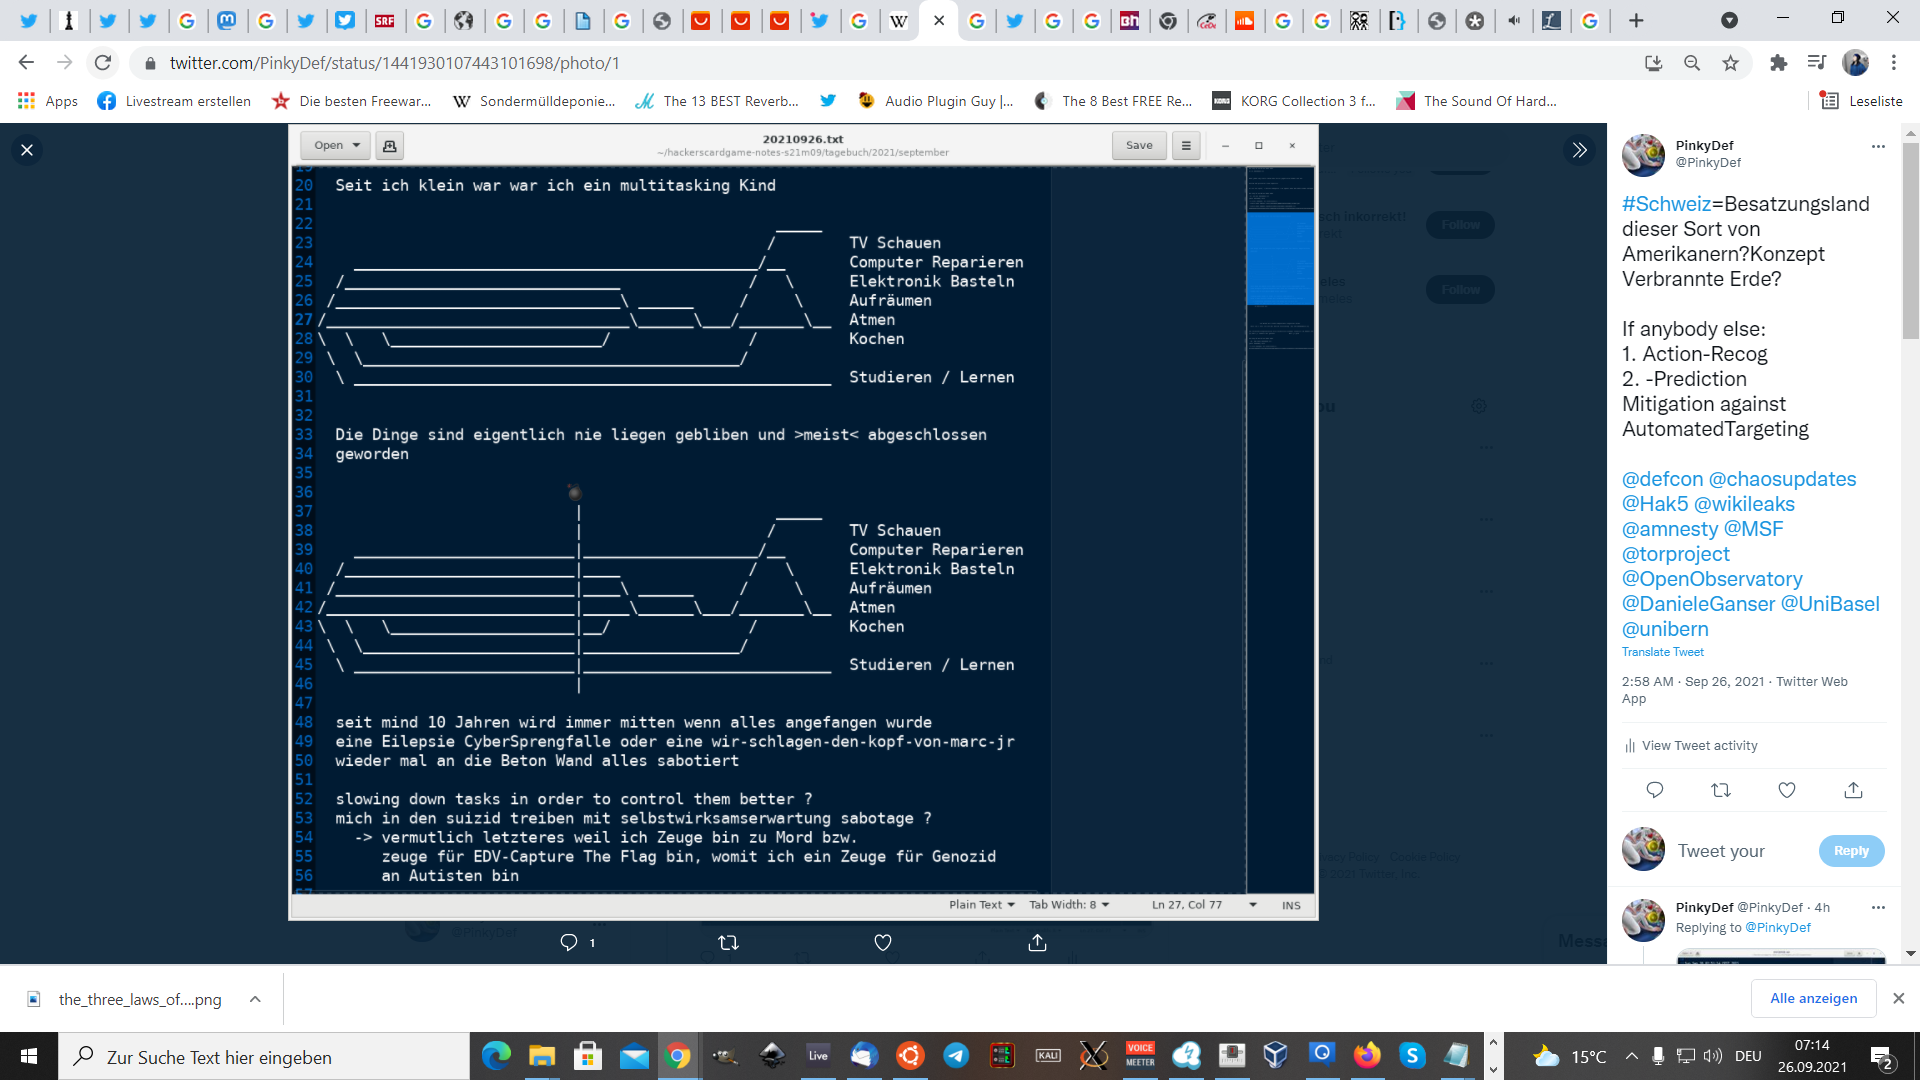 twitter.com/PinkyDef/status/1441930107443101698/photo/1
Apps
Livestream erstellen
Die besten Freewar...
Sondermülldeponie...
The 13 BEST Reverb...
Audio Plugin Guy |...
The 8 Best FREE Re...
KORG Collection 3 f...
The Sound Of Hard...
Leseliste
Open
20210926.txt
~/hackerscardgame-notes-s21m09/tagebuch/2021/september
Save
20 Seit ich klein war war ich ein multitasking Kind
21
22
23 TV Schauen
24 Computer Reparieren
25 Elektronik Basteln
26 Aufräumen
27 Atmen
28 Kochen
29
30 Studieren / Lernen
31
32
33 Die Dinge sind eigentlich nie liegen gebliben und >meist< abgeschlossen
34 geworden
35
36
37
38 TV Schauen
39 Computer Reparieren
40 Elektronik Basteln
41 Aufräumen
42 Atmen
43 Kochen
44
45 Studieren / Lernen
46
47
48 seit mind 10 Jahren wird immer mitten wenn alles angefangen wurde
49 eine Eilepsie CyberSprengfalle oder eine wir-schlagen-den-kopf-von-marc-jr
50 wieder mal an die Beton Wand alles sabotiert
51
52 slowing down tasks in order to control them better ?
53 mich in den suizid treiben mit selbstwirksamserwartung sabotage ?
54 -> vermutlich letzteres weil ich Zeuge bin zu Mord bzw.
55 zeuge für EDV-Capture The Flag bin, womit ich ein Zeuge für Genozid
56 an Autisten bin
Plain Text
Tab Width: 8
Ln 27, Col 77
INS
1
PinkyDef
@PinkyDef
#Schweiz=Besatzungsland
dieser Sort von
Amerikanern?Konzept
Verbrannte Erde?
If anybody else:
1. Action-Recog
2. -Prediction
Mitigation against
AutomatedTargeting
@defcon @chaosupdates
@Hak5 @wikileaks
@amnesty @MSF
@torproject
@OpenObservatory
@DanieleGanser @UniBasel
@unibern
Translate Tweet
2:58 AM · Sep 26, 2021 · Twitter Web
App
View Tweet activity
Tweet your
Reply
PinkyDef @PinkyDef · 4h
Replying to @PinkyDef
Follow
Follow
@PinkyDef
the_three_laws_of....png
Alle anzeigen
Zur Suche Text hier eingeben
Live
KALI
VOICE
MEETER
15°C
DEU
07:14
26.09.2021
2